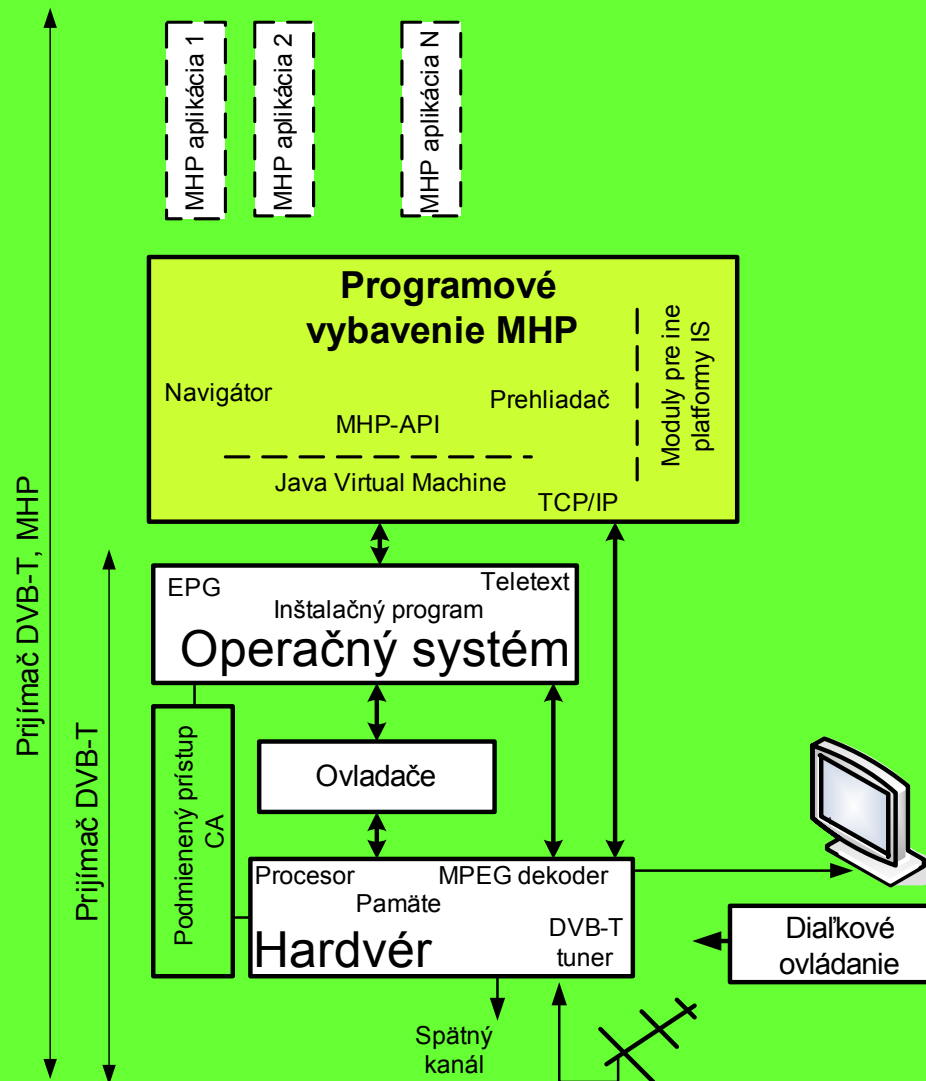 MHP aplikácia 1
MHP aplikácia 2
MHP aplikácia N
Programové
vybavenie MHP
Navigátor
Prehliadač
MHP-API
Java Virtual Machine
TCP/IP
Moduly pre ine
platformy IS
Prijímač DVB-T, MHP
Prijímač DVB-T
EPG
Teletext
Inštalačný program
Operačný systém
Podmienený prístup
CA
Ovladače
Procesor
MPEG dekoder
Pamäte
Hardvér
DVB-T
tuner
Diaľkové
ovládanie
Spätný
kanál